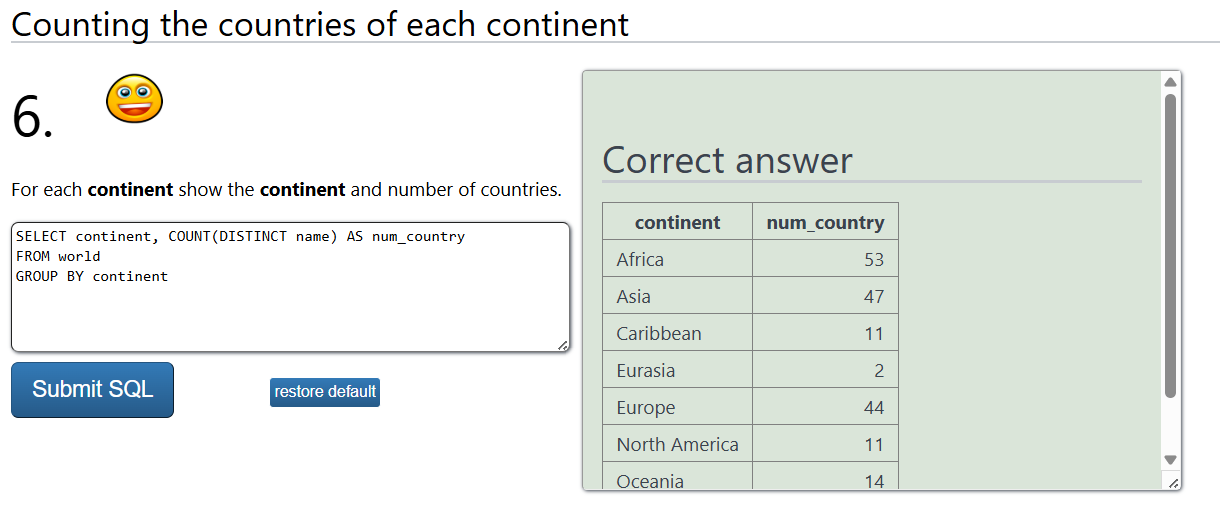 Counting the countries of each continent
6.
For each continent show the continent and number of countries.
SELECT continent, COUNT(DISTINCT name) AS num_country
FROM world
GROUP BY continent
Submit SQL
restore default
Correct answer
continent num_country
Africa 53
Asia 47
Caribbean 11
Eurasia 2
Europe 44
North America 11
Oceania 14